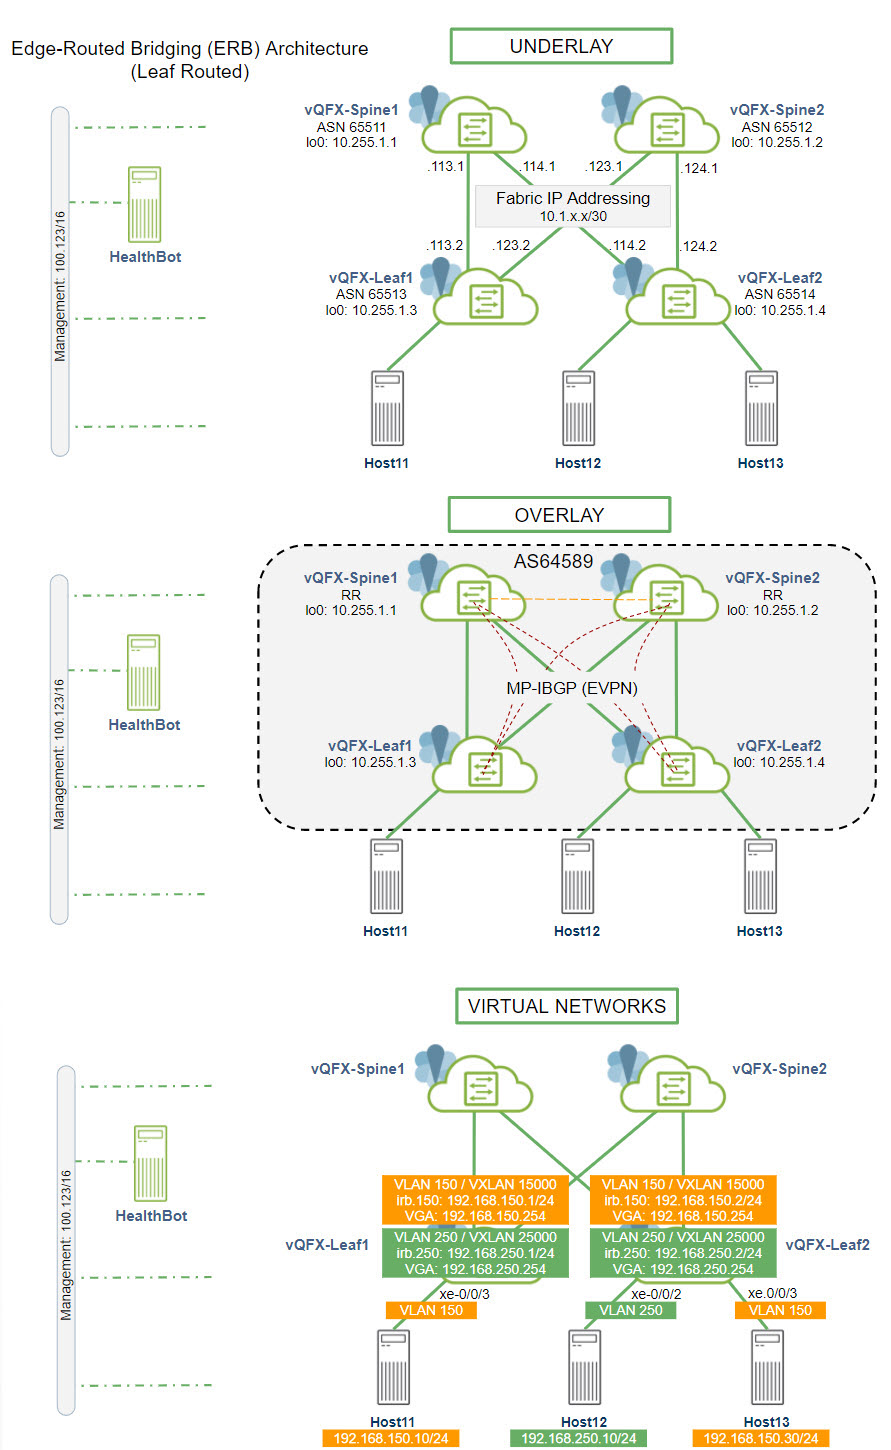 Edge-Routed Bridging (ERB) Architecture
(Leaf Routed)
UNDERLAY
vQFX-Spine1
ASN 65511
lo0: 10.255.1.1
vQFX-Spine2
ASN 65512
lo0: 10.255.1.2
.113.1
.114.1
.123.1
.124.1
Fabric IP Addressing
10.1.x.x/30
.113.2
.123.2
.114.2
.124.2
Management: 100.123/16
HealthBot
vQFX-Leaf1
ASN 65513
lo0: 10.255.1.3
vQFX-Leaf2
ASN 65514
lo0: 10.255.1.4
Host11
Host12
Host13
OVERLAY
AS64589
vQFX-Spine1
RR
lo0: 10.255.1.1
vQFX-Spine2
RR
lo0: 10.255.1.2
MP-IBGP (EVPN)
Management: 100.123/16
HealthBot
vQFX-Leaf1
lo0: 10.255.1.3
vQFX-Leaf2
lo0: 10.255.1.4
Host11
Host12
Host13
VIRTUAL NETWORKS
vQFX-Spine1
vQFX-Spine2
Management: 100.123/16
HealthBot
VLAN 150 / VXLAN 15000
irb.150: 192.168.150.1/24
VGA: 192.168.150.254
VLAN 150 / VXLAN 15000
irb.150: 192.168.150.2/24
VGA: 192.168.150.254
vQFX-Leaf1
VLAN 250 / VXLAN 25000
irb.250: 192.168.250.1/24
VGA: 192.168.250.254
VLAN 250 / VXLAN 25000
irb.250: 192.168.250.2/24
VGA: 192.168.250.254
vQFX-Leaf2
xe-0/0/3
xe-0/0/2
xe.0/0/3
VLAN 150
VLAN 250
VLAN 150
Host11
192.168.150.10/24
Host12
192.168.250.10/24
Host13
192.168.150.30/24